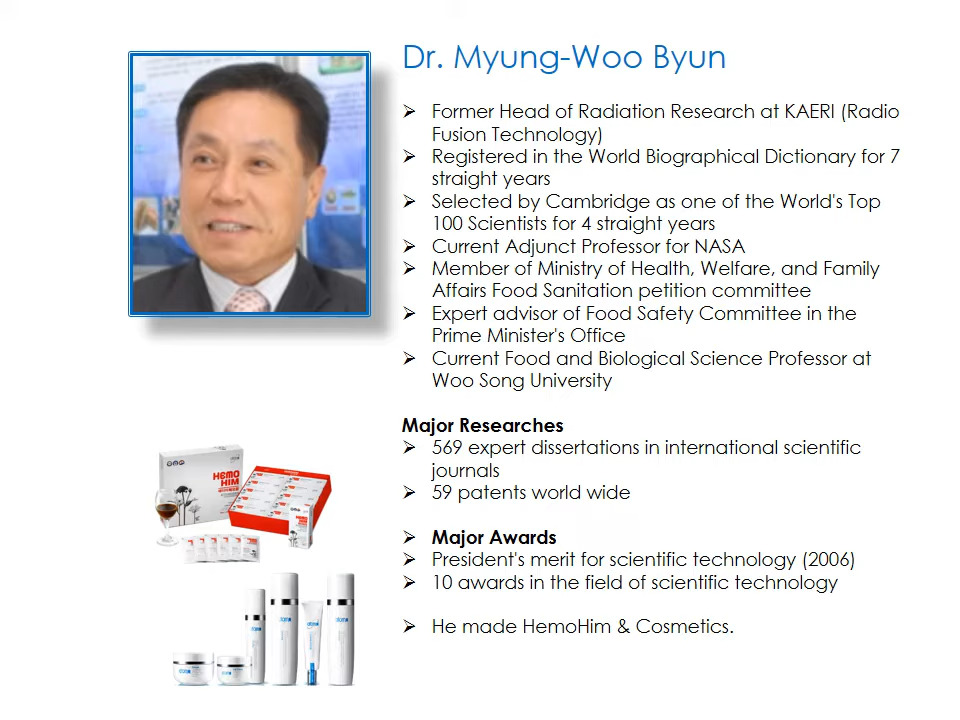 Dr. Myung-Woo Byun
➢ Former Head of Radiation Research at KAERI (Radio
Fusion Technology)
➢ Registered in the World Biographical Dictionary for 7
straight years
➢ Selected by Cambridge as one of the World's Top
100 Scientists for 4 straight years
➢ Current Adjunct Professor for NASA
➢ Member of Ministry of Health, Welfare, and Family
Affairs Food Sanitation petition committee
➢ Expert advisor of Food Safety Committee in the
Prime Minister's Office
➢ Current Food and Biological Science Professor at
Woo Song University
Major Researches
➢ 569 expert dissertations in international scientific
journals
➢ 59 patents world wide
➢ Major Awards
➢ President's merit for scientific technology (2006)
➢ 10 awards in the field of scientific technology
➢ He made HemoHim & Cosmetics.
HEMO
HIM